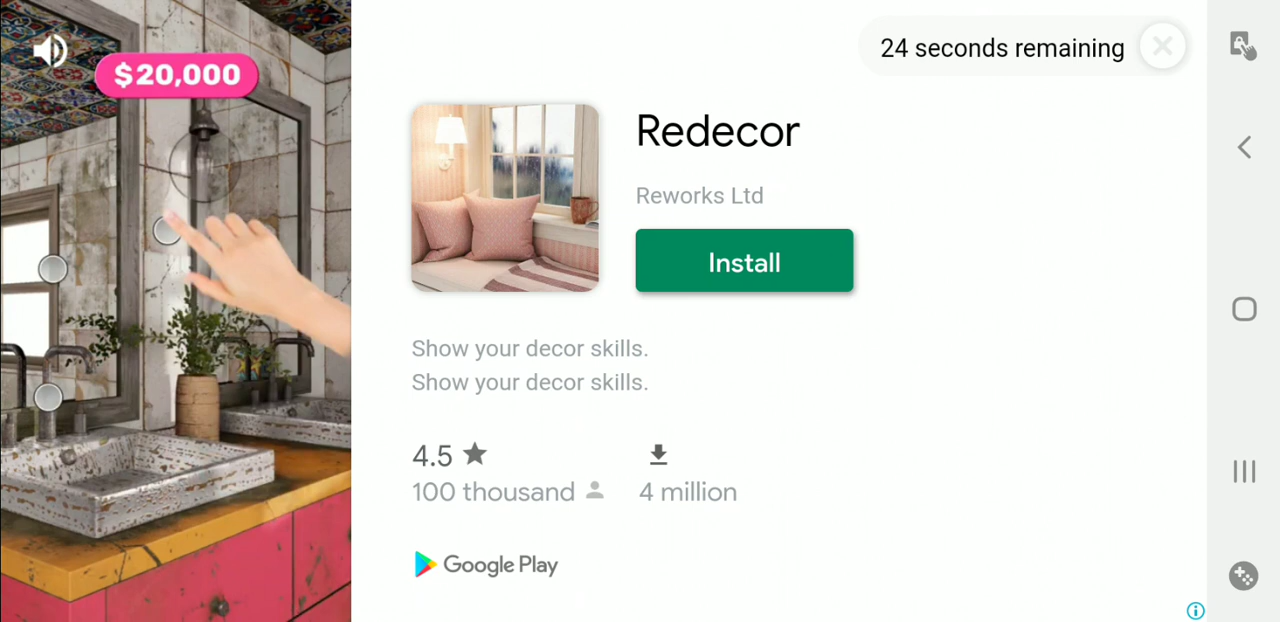 $20,000
24 seconds remaining
Redecor
Reworks Ltd
Install
Show your decor skills.
Show your decor skills.
4.5
100 thousand
4 million
Google Play